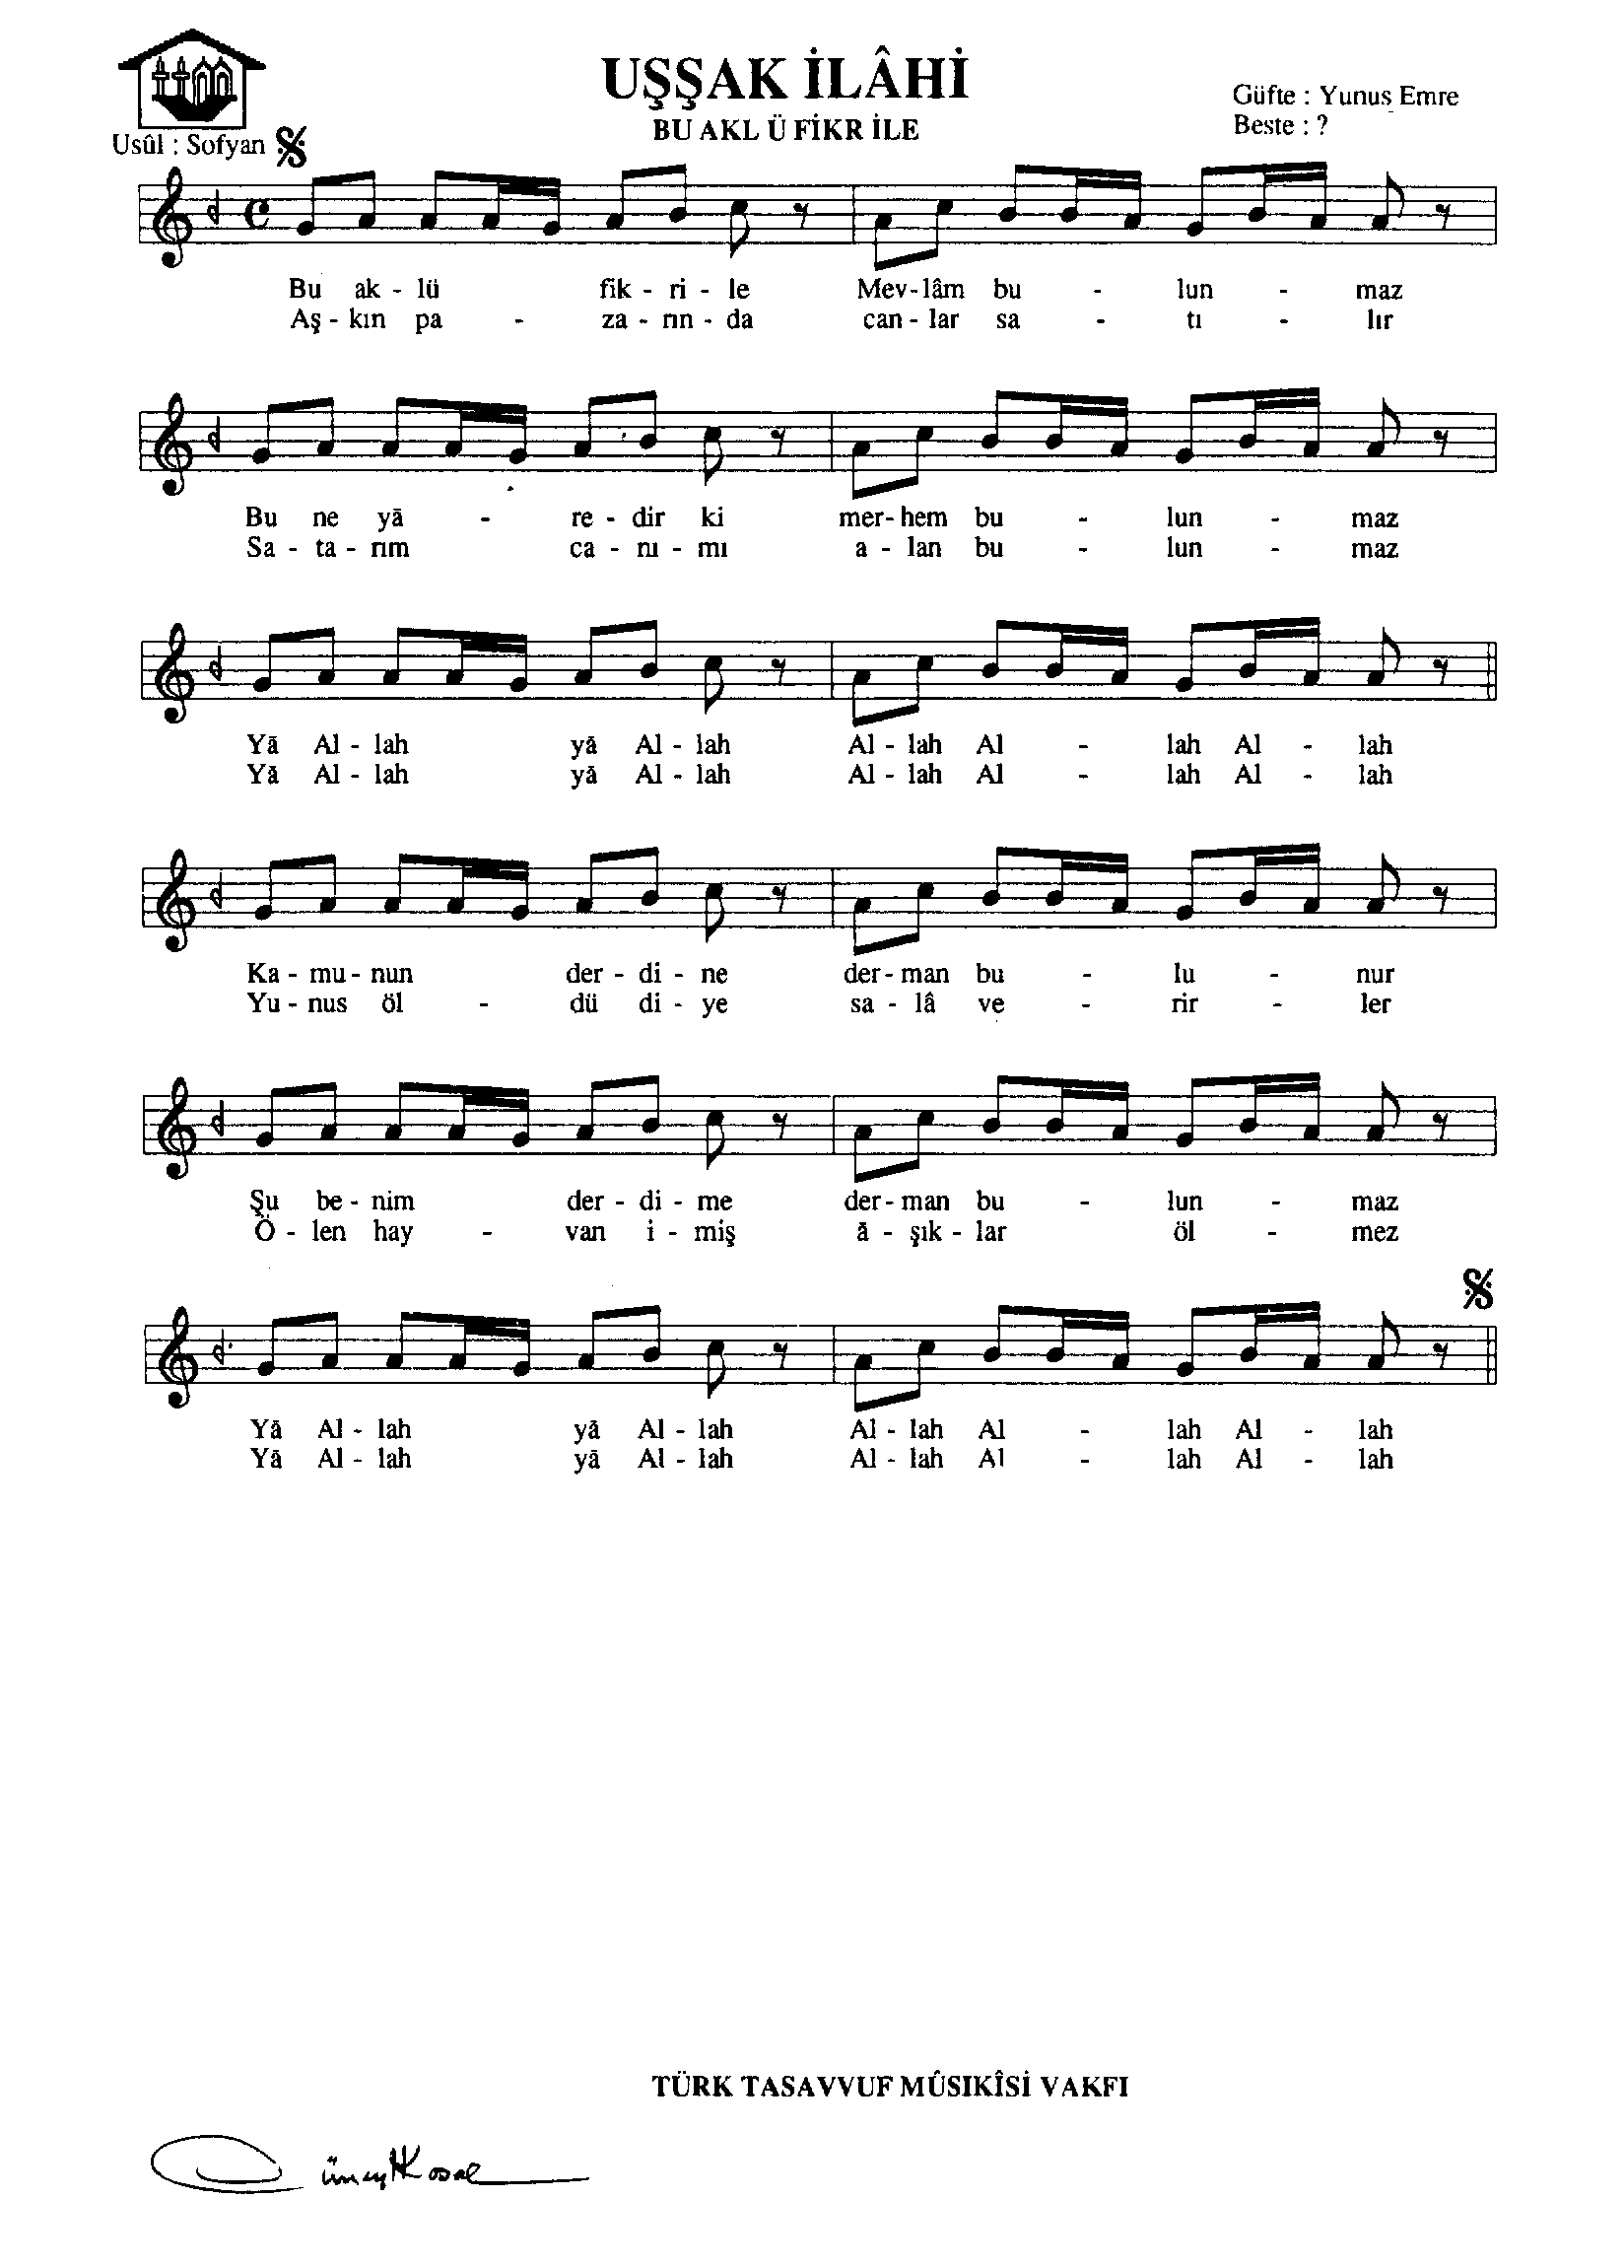 UŞŞAK İLÂHİ
BU AKL Ü FİKR İLE
Güfte : Yunus Emre
Beste : ?
Usûl : Sofyan
Bu ak - lü fik - ri - le Mev - lâm bu - lun - maz
Aş - kın pa - za - rın - da can - lar sa - tı - lır
Bu ne yā - re - dir ki mer - hem bu - lun - maz
Sa - ta - rım ca - nı - mı a - lan bu - lun - maz
Yā Al - lah yā Al - lah Al - lah Al - lah Al - lah
Yā Al - lah yā Al - lah Al - lah Al - lah Al - lah
Ka - mu - nun der - di - ne der - man bu - lu - nur
Yu - nus öl - dü di - ye sa - lâ ve - rir - ler
Şu be - nim der - di - me der - man bu - lun - maz
Ö - len hay - van i - miş ā - şık - lar öl - mez
Yā Al - lah yā Al - lah Al - lah Al - lah Al - lah
Yā Al - lah yā Al - lah Al - lah Al - lah Al - lah
TÜRK TASAVVUF MÛSIKÎSİ VAKFI